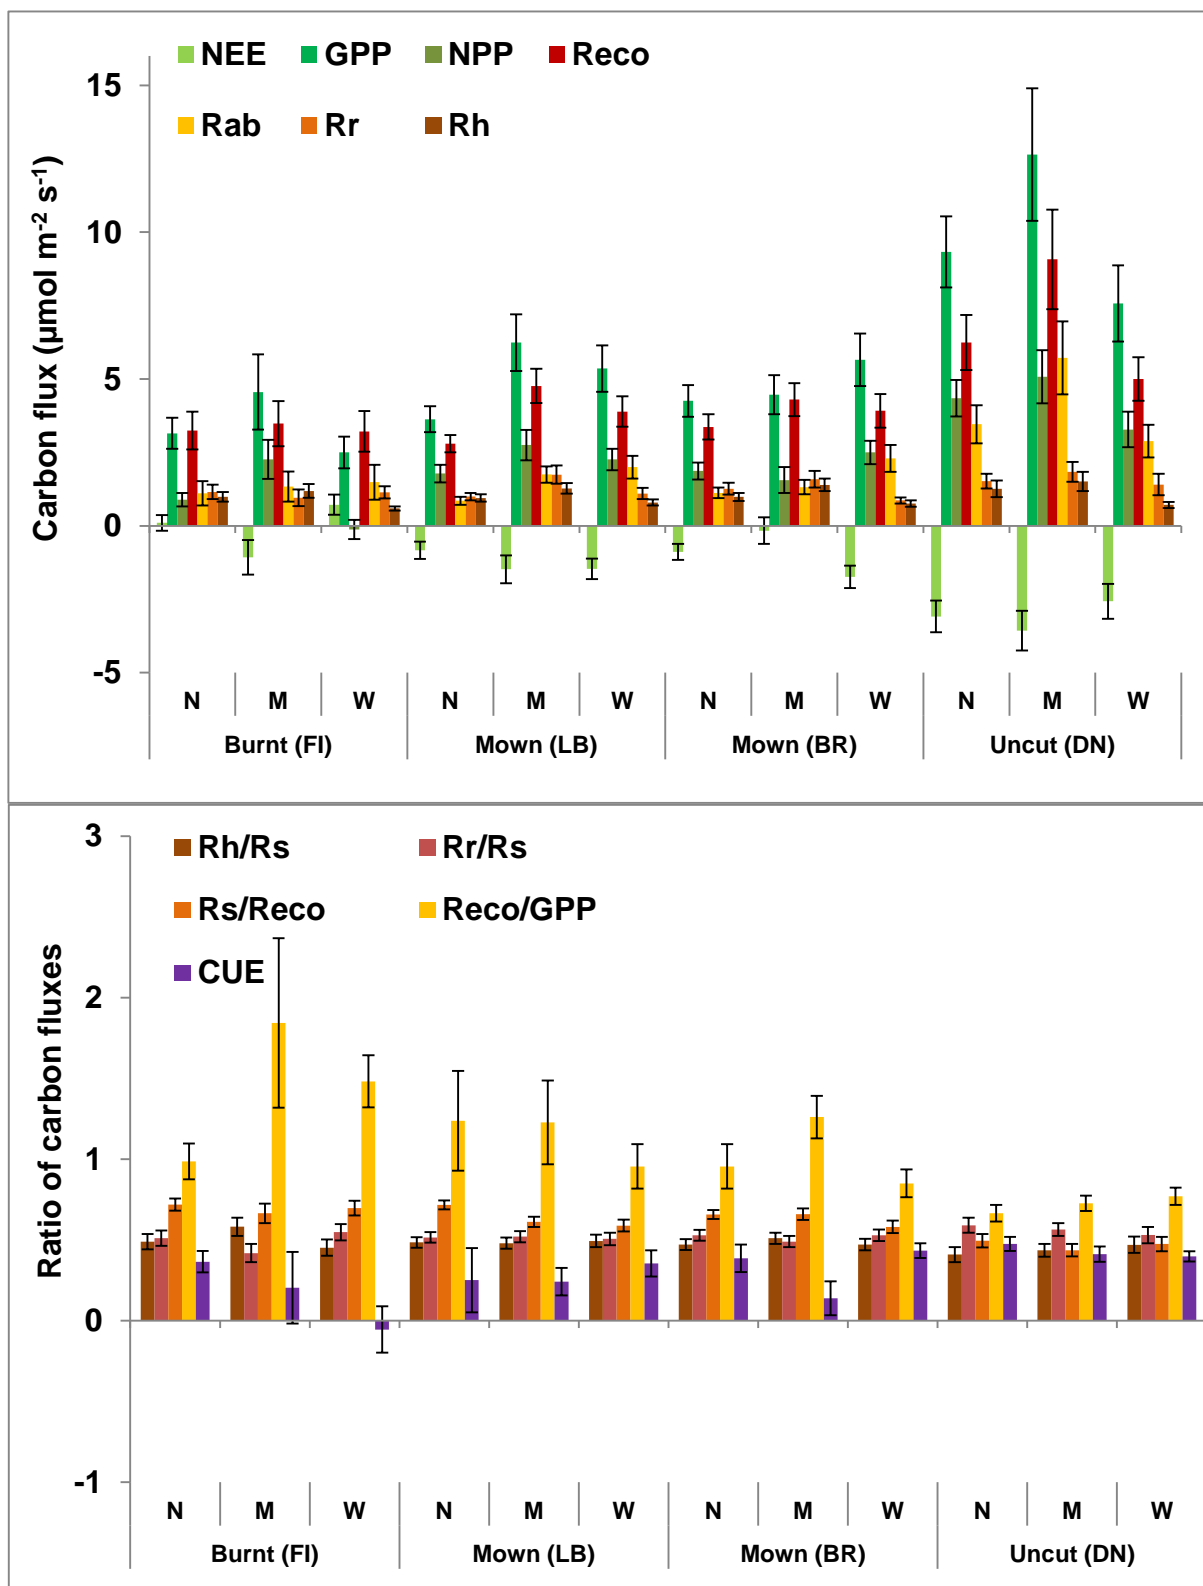 NEE GPP NPP Reco
Rab Rr Rh
Carbon flux (µmol m-2 s-1)
15
10
5
0
-5
N M W N M W N M W N M W
Burnt (FI) Mown (LB) Mown (BR) Uncut (DN)
Rh/Rs Rr/Rs
Rs/Reco Reco/GPP
CUE
Ratio of carbon fluxes
3
2
1
0
-1
N M W N M W N M W N M W
Burnt (FI) Mown (LB) Mown (BR) Uncut (DN)